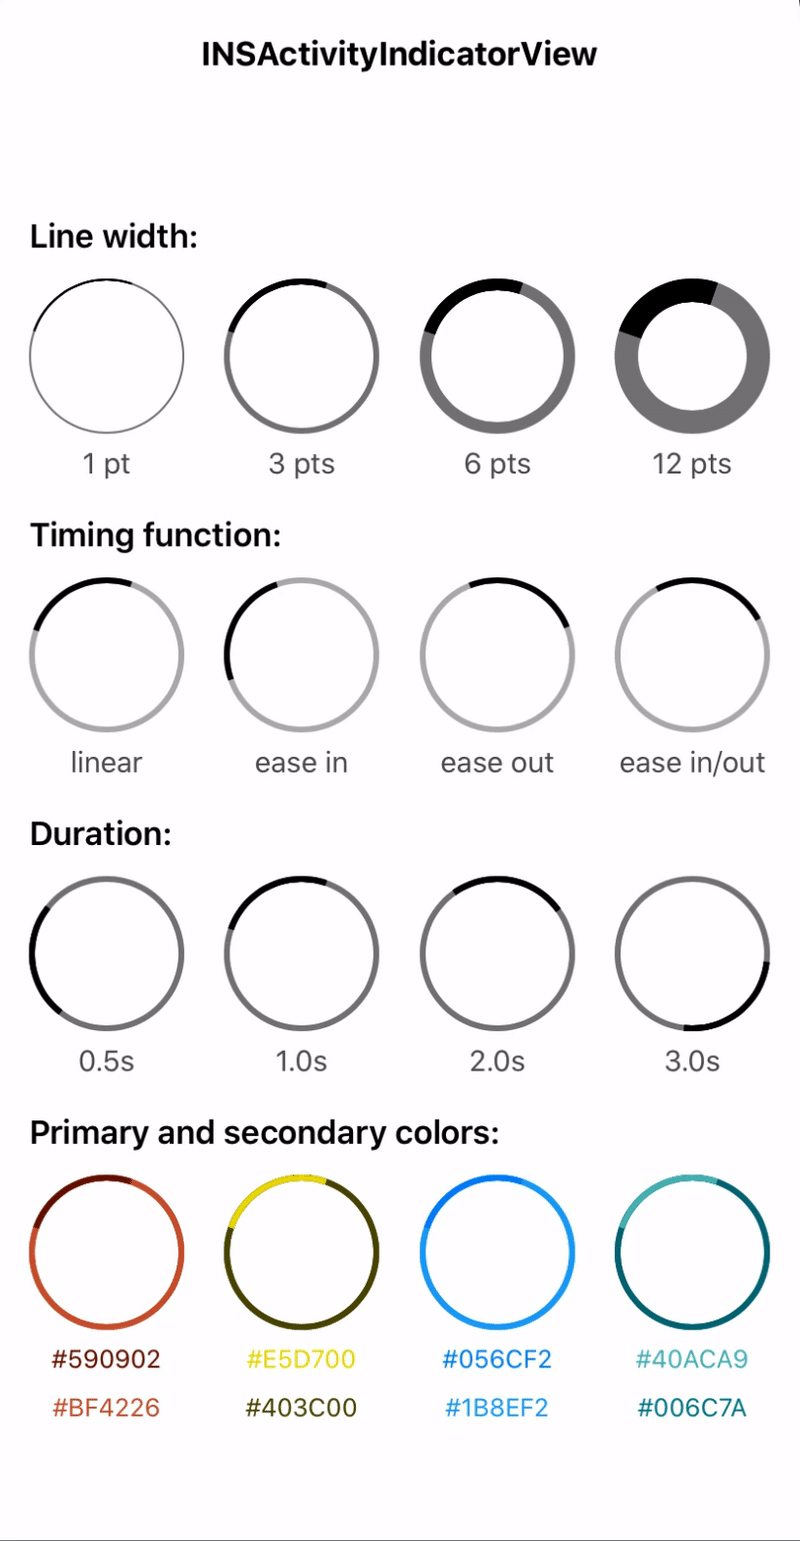 INSActivityIndicatorView
Line width:
1 pt 3 pts 6 pts 12 pts
Timing function:
linear ease in ease out ease in/out
Duration:
0.5s 1.0s 2.0s 3.0s
Primary and secondary colors:
#590902 #E5D700 #056CF2 #40ACA9
#BF4226 #403C00 #1B8EF2 #006C7A